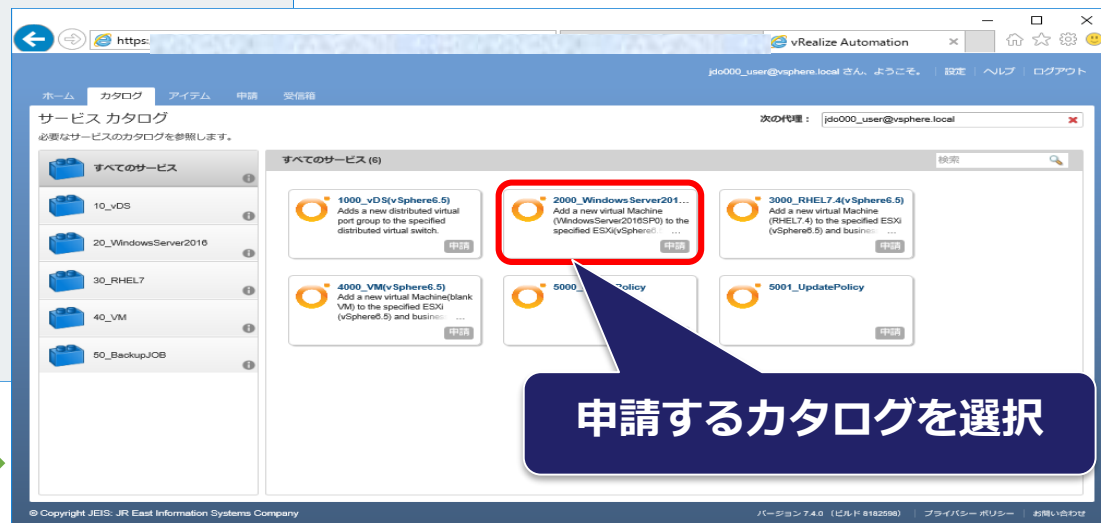 https:
vRealize Automation
jdo000_user@vsphere.local さん、ようこそ。 | 設定 | ヘルプ | ログアウト
ホーム カタログ アイテム 申請 受信箱
サービス カタログ
必要なサービスのカタログを参照します。
次の代理： jdo000_user@vsphere.local
すべてのサービス
10_vDS
20_WindowsServer2016
30_RHEL7
40_VM
50_BackupJOB
すべてのサービス (6)
検索
1000_vDS(vSphere6.5)
Adds a new distributed virtual
port group to the specified
distributed virtual switch.
申請
2000_WindowsServer201...
Add a new virtual Machine
(WindowsServer2016SP0) to the
specified ESXi(vSphere6. ...
申請
3000_RHEL7.4(vSphere6.5)
Add a new virtual Machine
(RHEL7.4) to the specified ESXi
(vSphere6.5) and busines ...
申請
4000_VM(vSphere6.5)
Add a new virtual Machine(blank
VM) to the specified ESXi
(vSphere6.5) and busines ...
申請
5000_ Policy
5001_UpdatePolicy
申請
申請するカタログを選択
© Copyright JEIS: JR East Information Systems Company
バージョン 7.4.0 （ビルド 8182598） | プライバシー ポリシー | お問い合わせ